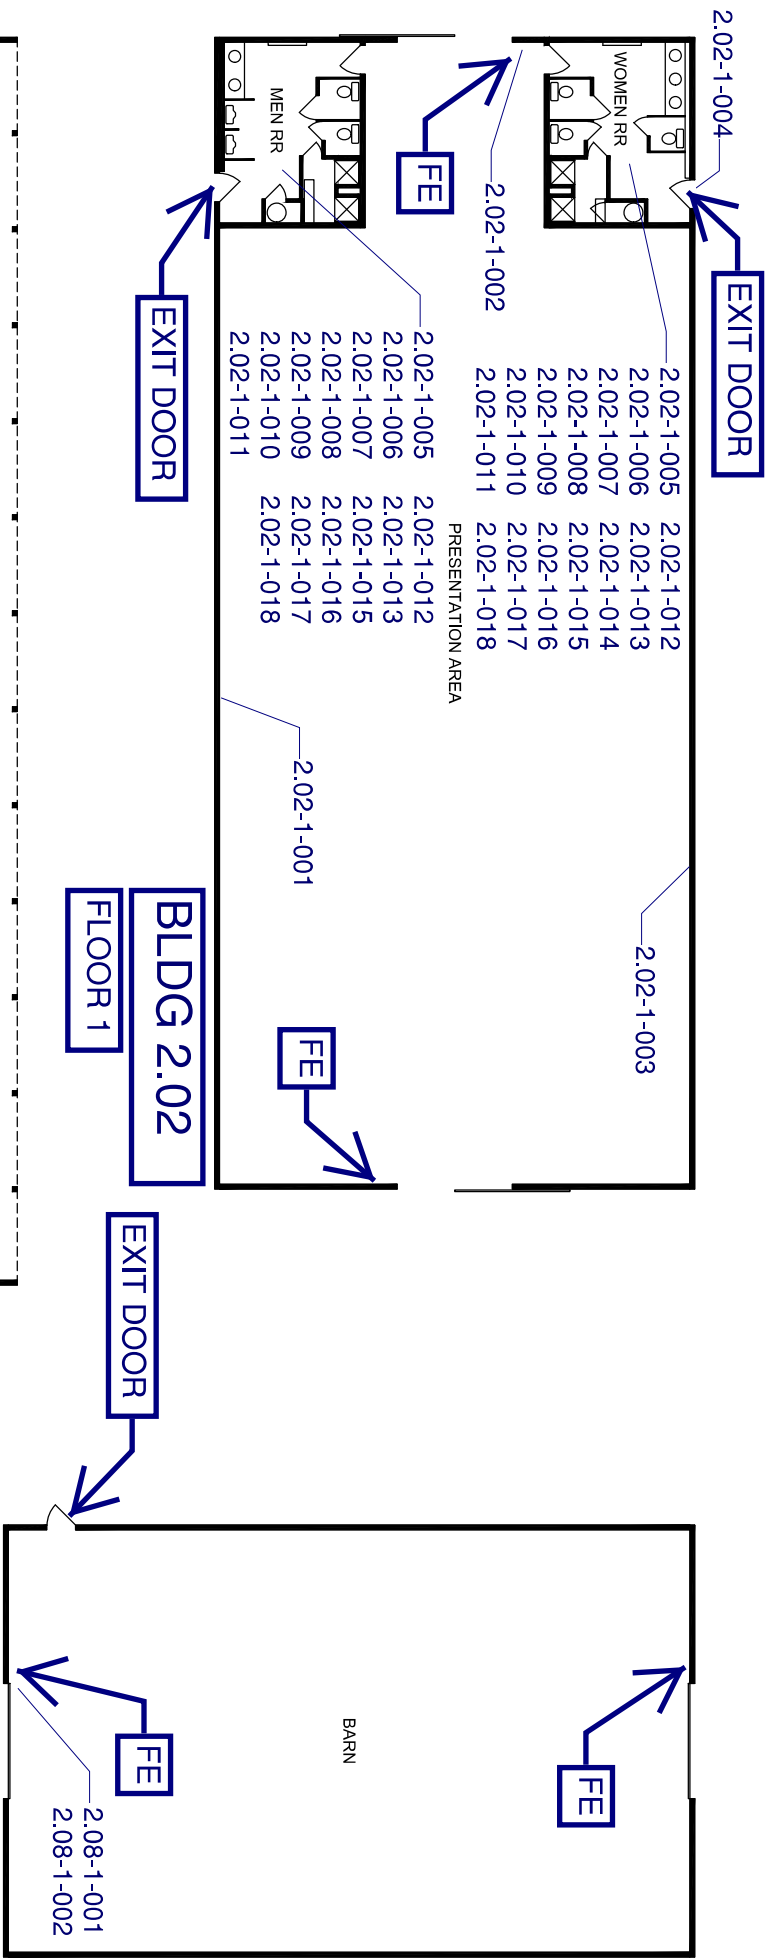 2.02-1-004
EXIT DOOR
WOMEN RR
2.02-1-005 2.02-1-012
2.02-1-006 2.02-1-013
2.02-1-007 2.02-1-014
2.02-1-008 2.02-1-015
2.02-1-009 2.02-1-016
2.02-1-010 2.02-1-017
2.02-1-011 2.02-1-018
2.02-1-003
2.02-1-002
PRESENTATION AREA
FE
MEN RR
2.02-1-005 2.02-1-012
2.02-1-006 2.02-1-013
2.02-1-007 2.02-1-015
2.02-1-008 2.02-1-016
2.02-1-009 2.02-1-017
2.02-1-010 2.02-1-018
2.02-1-011
2.02-1-001
FE
EXIT DOOR
BLDG 2.02
FLOOR 1
EXIT DOOR
FE
BARN
FE
2.08-1-001
2.08-1-002